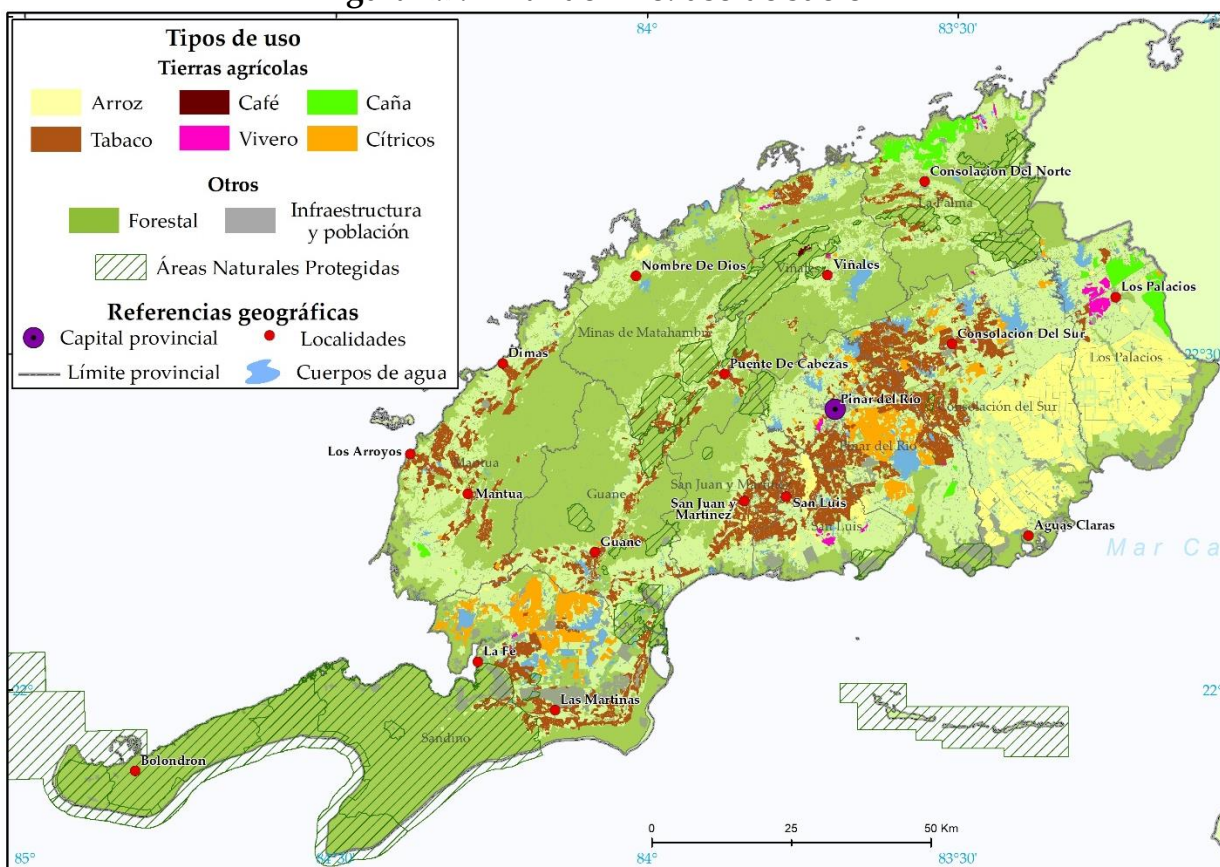 Tipos de uso
Tierras agrícolas
Arroz
Café
Caña
Tabaco
Vivero
Cítricos
Otros
Forestal
Infraestructura
y población
Áreas Naturales Protegidas
Referencias geográficas
Capital provincial
Localidades
Límite provincial
Cuerpos de agua
84°
83°30'
Consolacion Del Norte
La Palma
Nombre De Dios
Viñales
Viñales
Los Palacios
Minas de Matahambre
Dimas
Consolacion Del Sur
Los Palacios
22°30'
Puente De Cabezas
Pinar del Rio
Consolación del Sur
Pinar del Rio
Los Arroyos
Mantua
Mantua
Guane
San Juan y Martínez
San Juan y
Martinez
San Luis
San Luis
Aguas Claras
Mar Ca
Guane
La Fe
22°
22°
Las Martinas
Sandino
Bolondron
0
25
50 Km
85°
84°30'
84°
83°30'